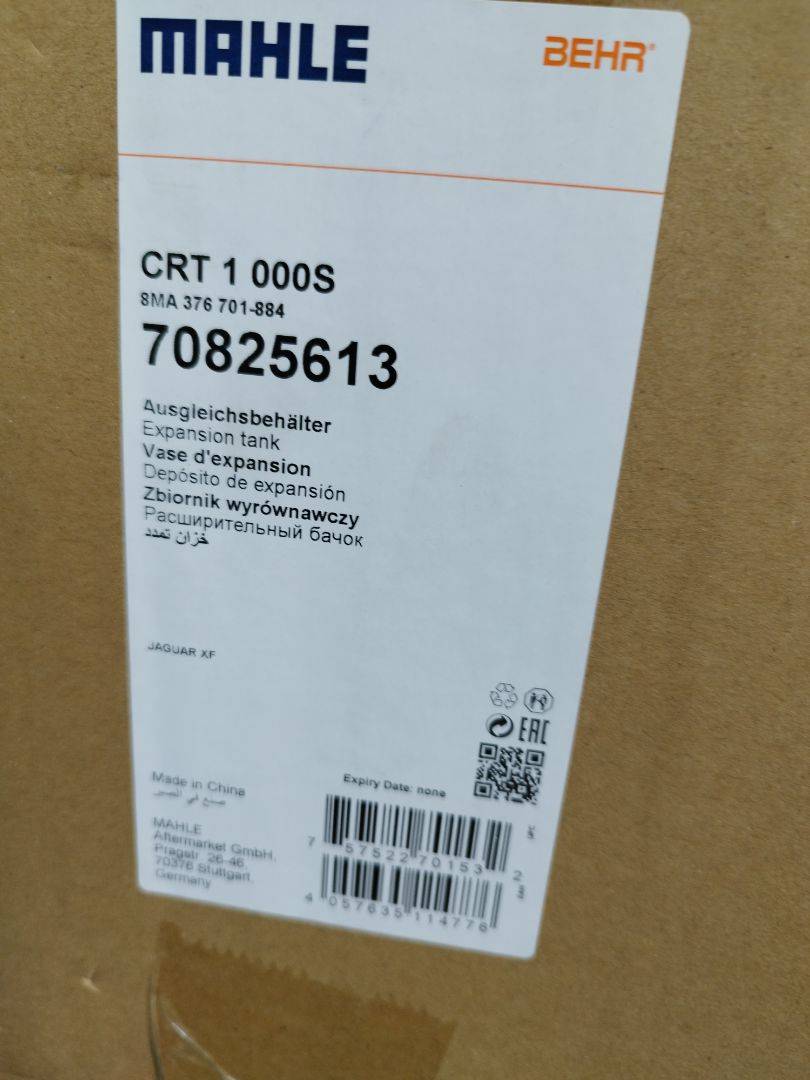 MAHLE
BEHR®
CRT 1 000S
8MA 376 701-884
70825613
Ausgleichsbehälter
Expansion tank
Vase d'expansion
Depósito de expansión
Zbiornik wyrównawczy
Расширительный бачок
خزان تمدد
JAGUAR XF
EAC
Made in China
صنع في الصين
Expiry Date: none
MAHLE
Aftermarket GmbH,
Pragstr. 26-46,
70376 Stuttgart,
Germany
7 57522 70153 2
4 057635 114776